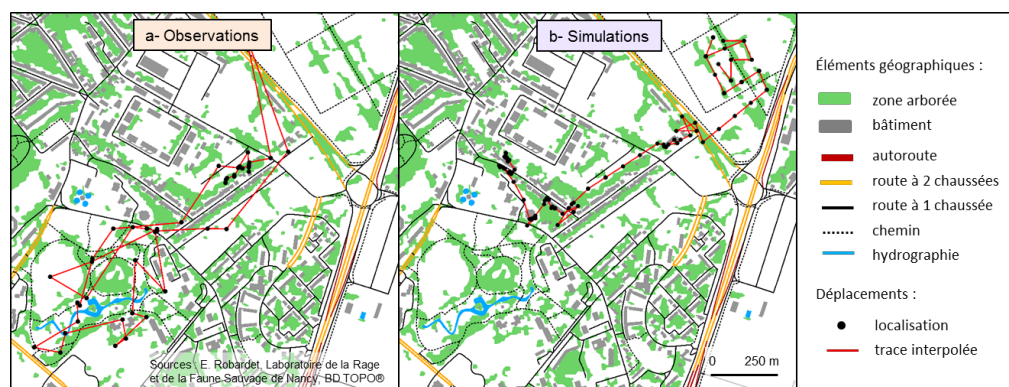 a- Observations
b- Simulations
Sources : E. Robardet, Laboratoire de la Rage
et de la Faune Sauvage de Nancy, BD TOPO®
0 250 m
Éléments géographiques :
zone arborée
bâtiment
autoroute
route à 2 chaussées
route à 1 chaussée
chemin
hydrographie
Déplacements :
localisation
trace interpolée